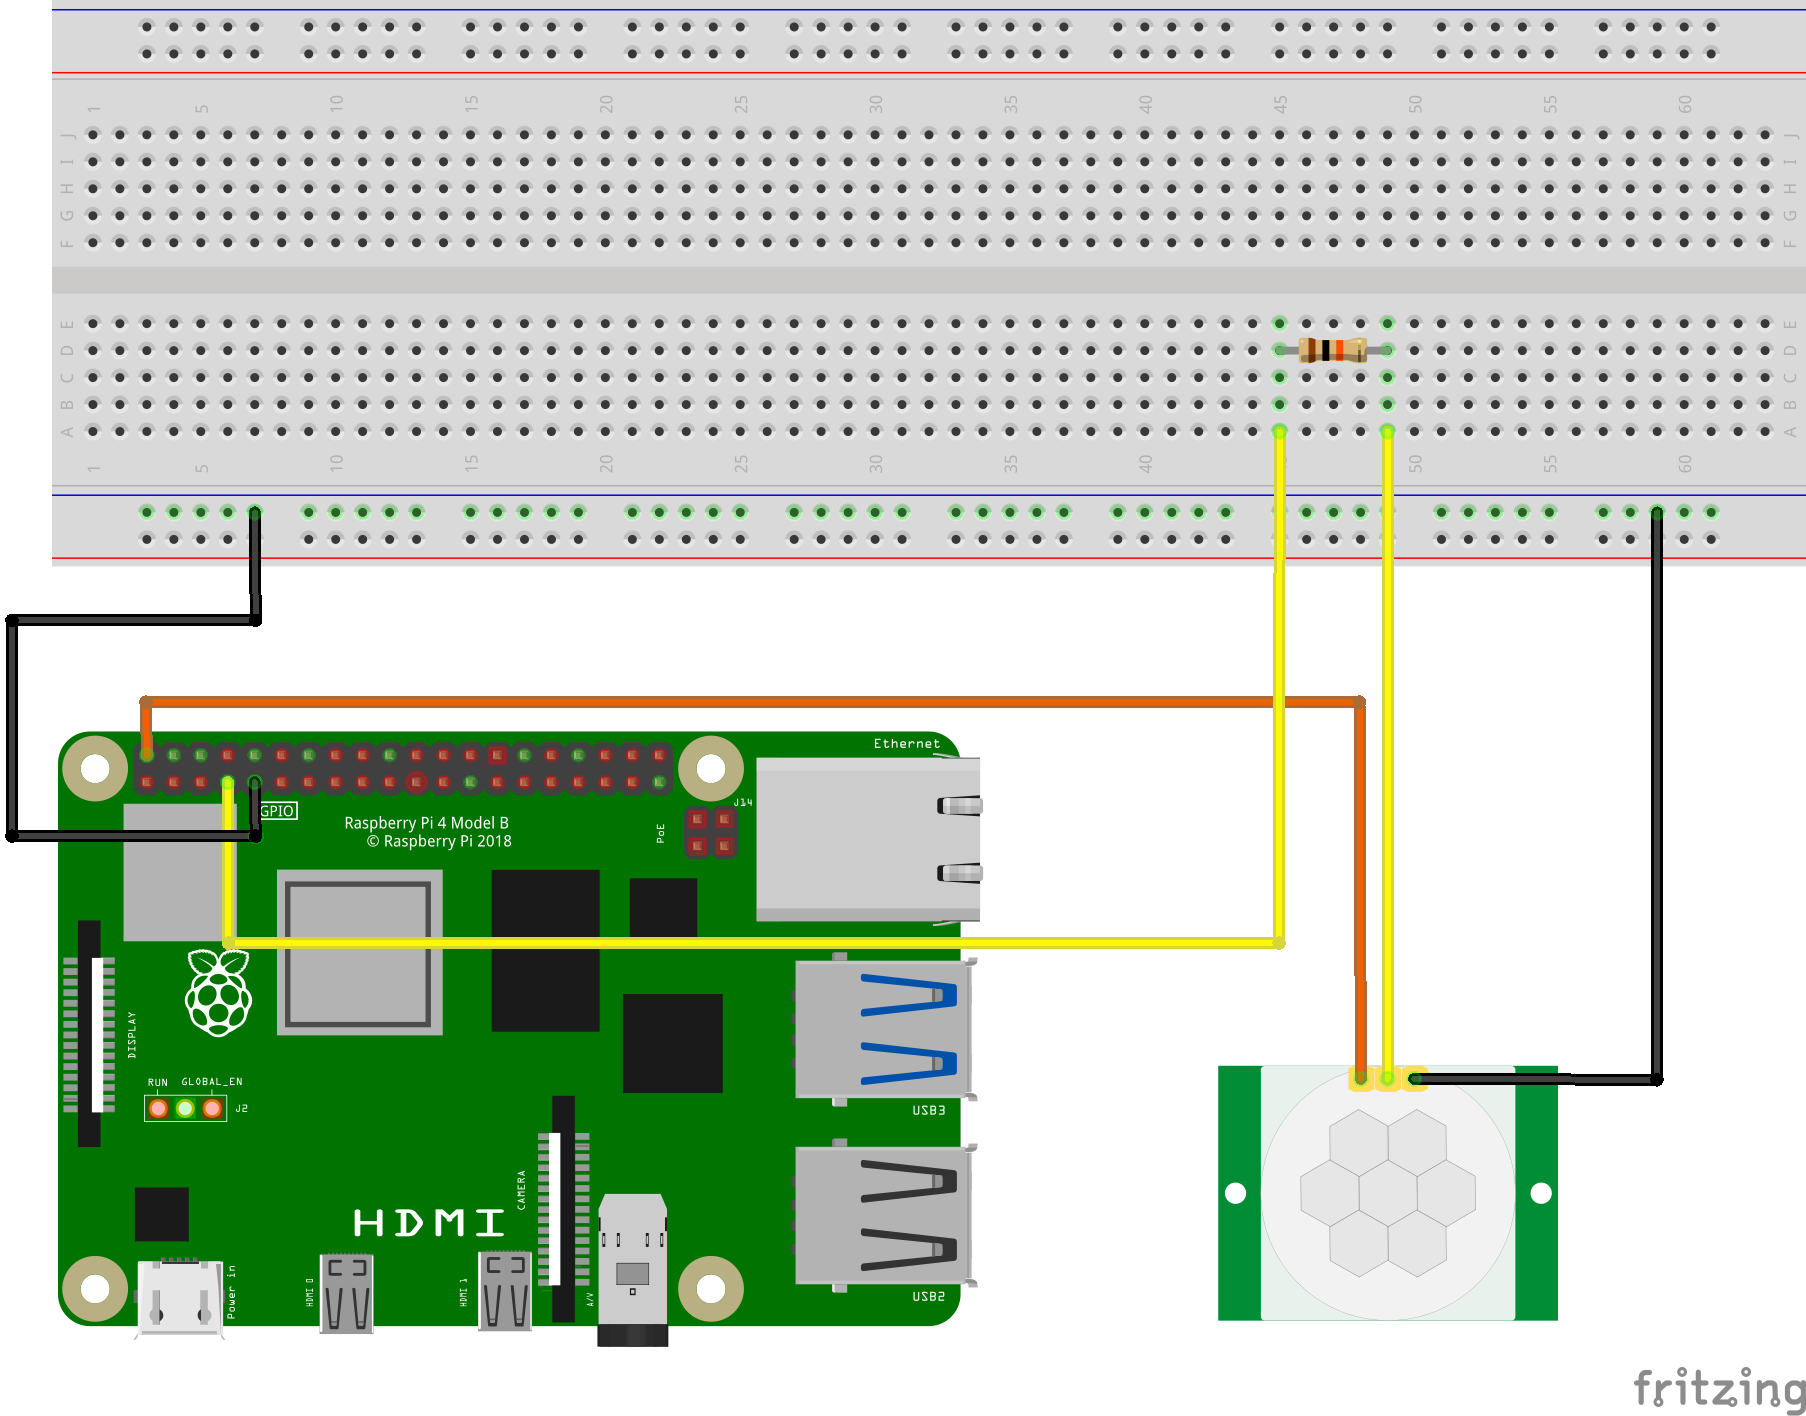 1 5 10 15 20 25 30 35 40 45 50 55 60
J J
I I
H H
G G
F F
E E
D D
C C
B B
A A
1 5 10 15 20 25 30 35 40 50 55 60
Ethernet
J14
GPIO
Raspberry Pi 4 Model B
© Raspberry Pi 2018
PoE
DISPLAY
RUN GLOBAL_EN
J2
USB3
CAMERA
HDMI
Power in
HDMI 0
HDMI 1
A/V
USB2
fritzing